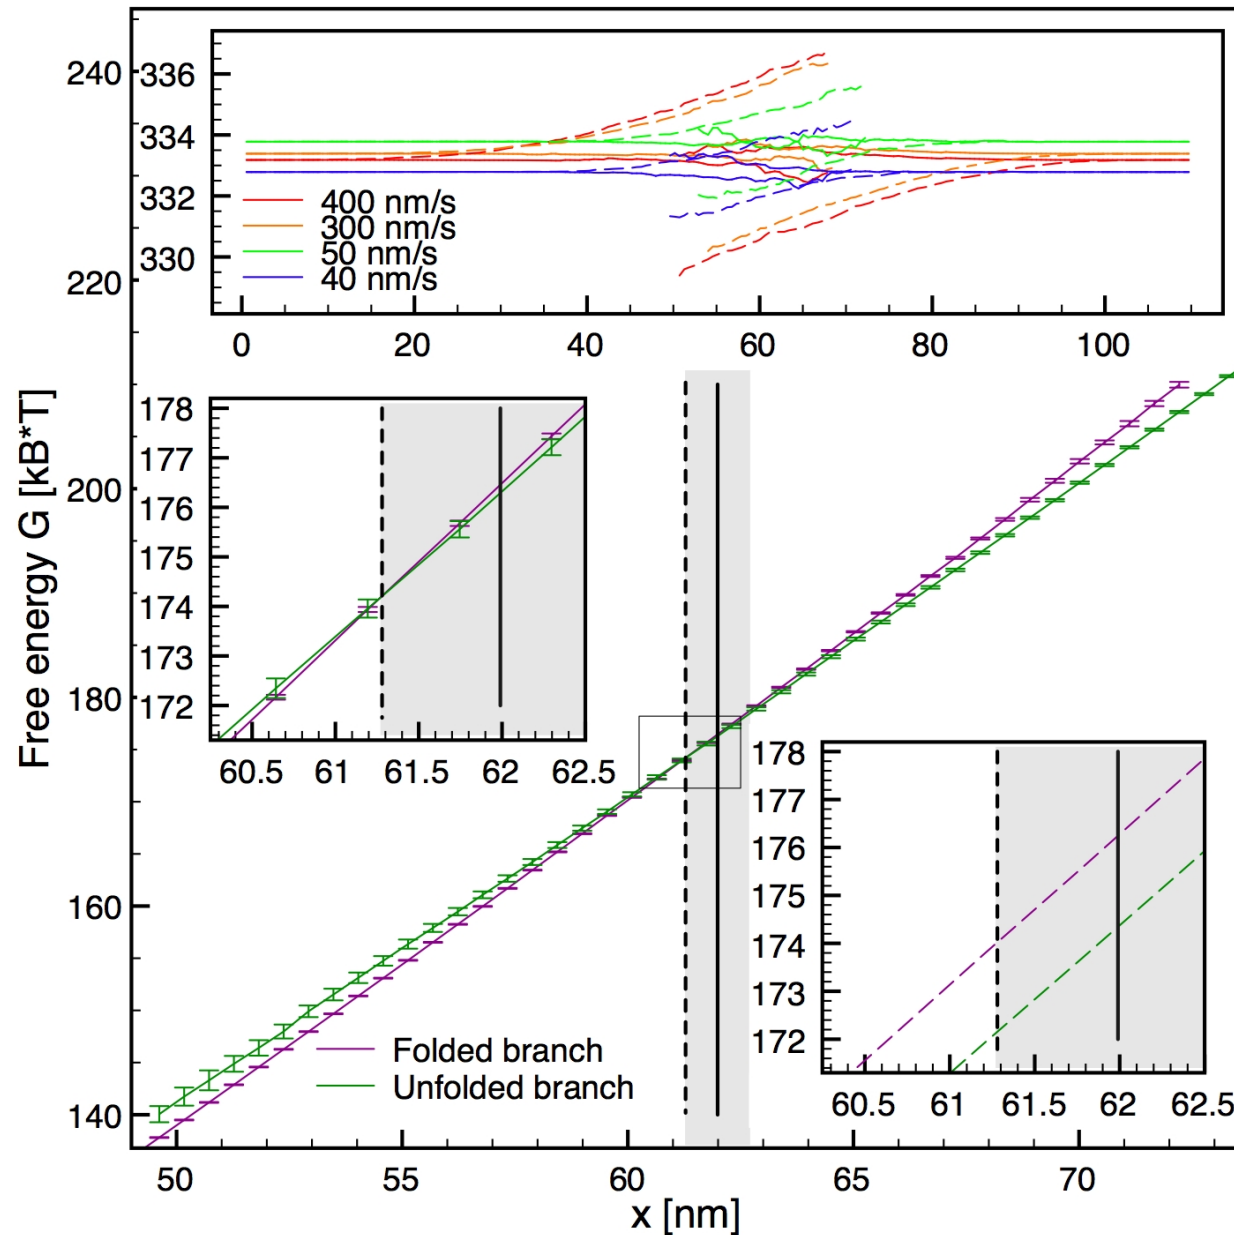 240
220
200
180
160
140
Free energy G [kB*T]
336
334
332
330
400 nm/s
300 nm/s
50 nm/s
40 nm/s
0 20 40 60 80 100
178
177
176
175
174
173
172
60.5 61 61.5 62 62.5
178
177
176
175
174
173
172
60.5 61 61.5 62 62.5
Folded branch
Unfolded branch
50 55 60 65 70
x [nm]